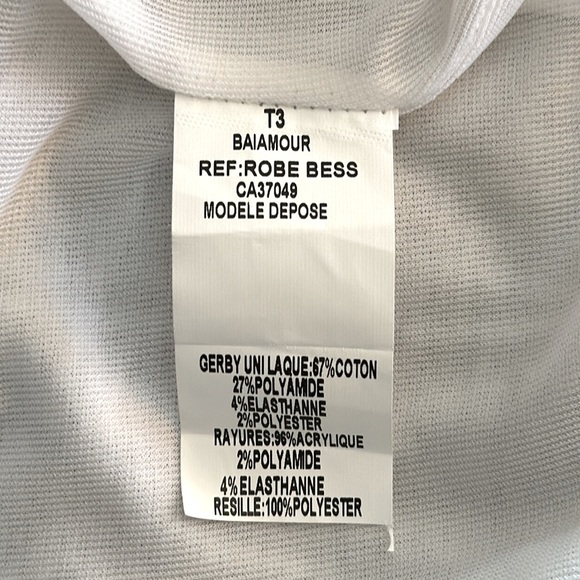 T3
BAIAMOUR
REF:ROBE BESS
CA37049
MODELE DEPOSE
GERBY UNI LAQUE:67%COTON
27%POLYAMIDE
4%ELASTHANNE
2%POLYESTER
RAYURES:96%ACRYLIQUE
2%POLYAMIDE
4%ELASTHANNE
RESILLE:100%POLYESTER